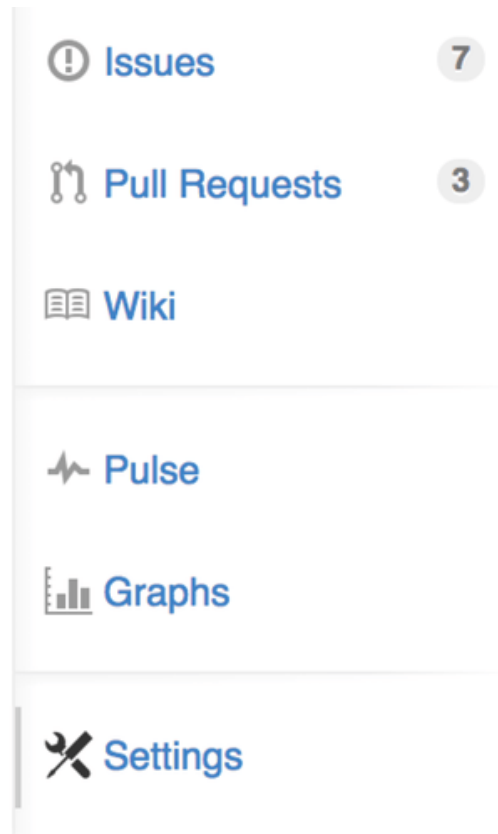 Issues 7
Pull Requests 3
Wiki
Pulse
Graphs
Settings